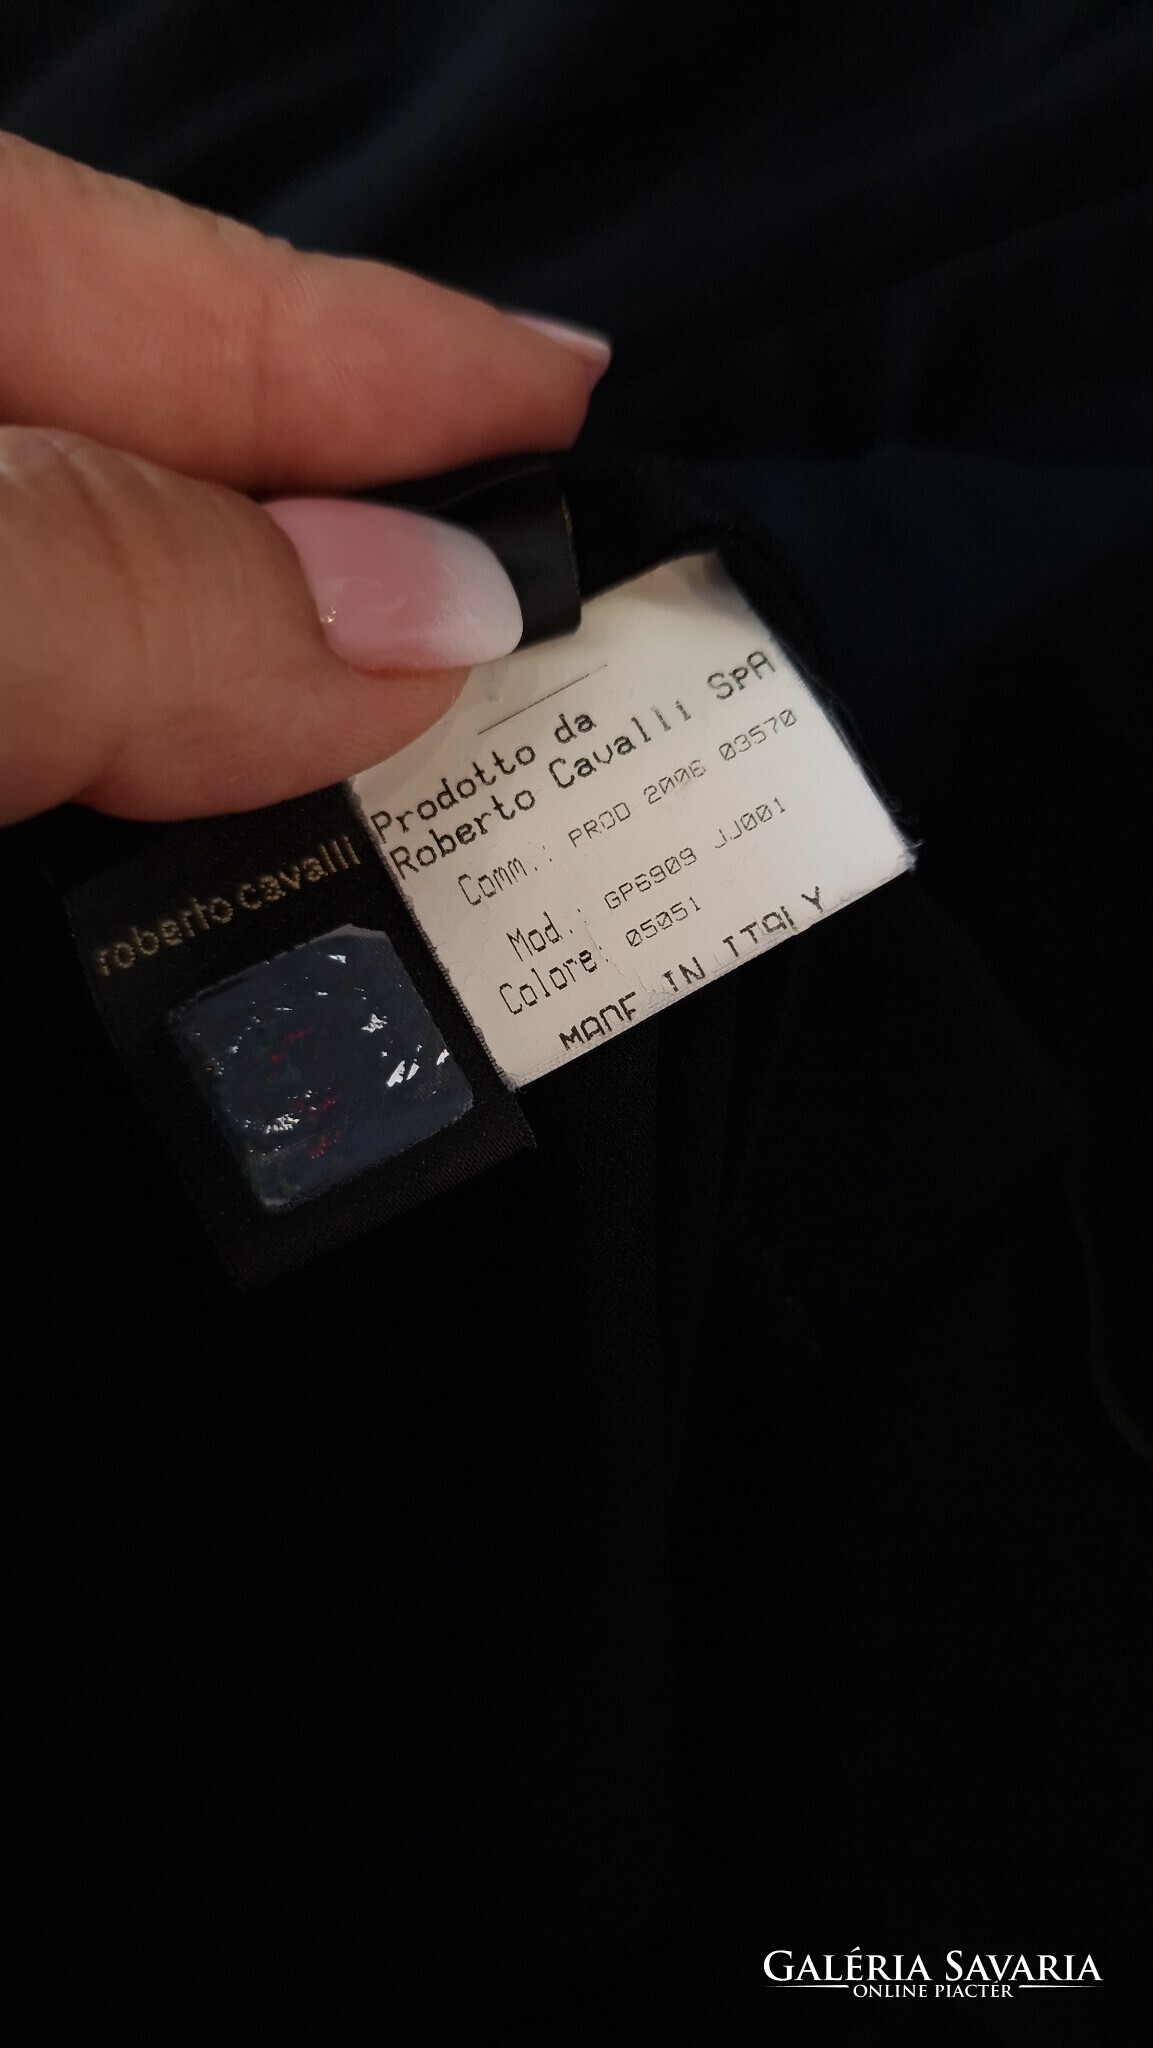 Prodotto da
Roberto Cavalli SpA
Comm.: PROD 2006 03570
Mod.: GP6909 JJ001
Colore: 05051
MADE IN ITALY
roberto cavalli
GALÉRIA SAVARIA
ONLINE PIACTÉR